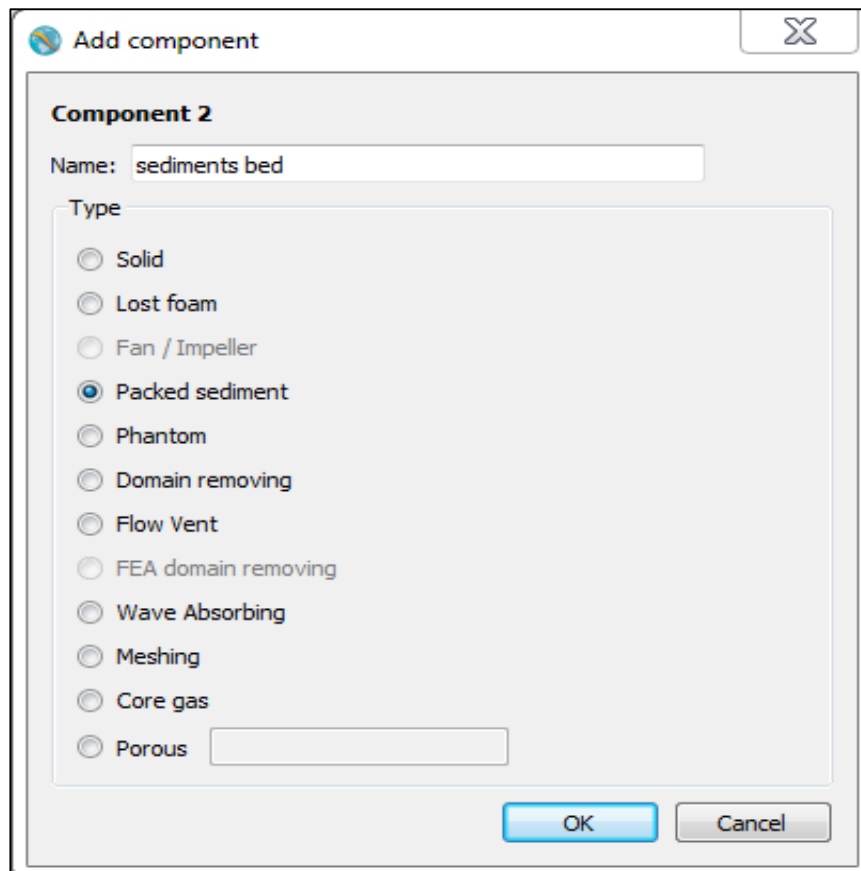 Add component
Component 2
Name: sediments bed
Type
Solid
Lost foam
Fan / Impeller
Packed sediment
Phantom
Domain removing
Flow Vent
FEA domain removing
Wave Absorbing
Meshing
Core gas
Porous
OK Cancel